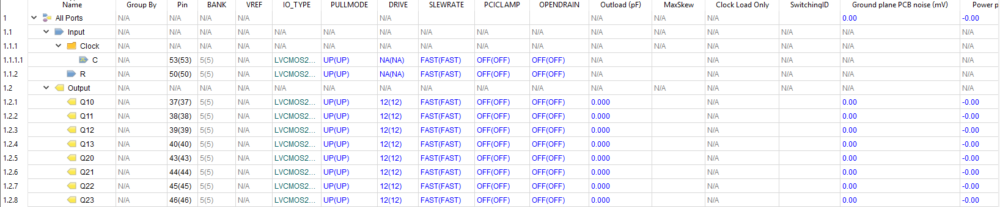 Name Group By Pin BANK VREF IO_TYPE PULLMODE DRIVE SLEWRATE PCICLAMP OPENDRAIN Outload (pF) MaxSkew Clock Load Only SwitchingID Ground plane PCB noise (mV) Power p
1 All Ports N/A N/A N/A N/A N/A N/A N/A N/A 0.00 -0.00
1.1 Input N/A N/A N/A N/A N/A N/A N/A N/A N/A N/A N/A N/A N/A N/A N/A N/A
1.1.1 Clock N/A N/A N/A N/A N/A N/A N/A N/A N/A N/A N/A N/A N/A N/A N/A N/A
1.1.1.1 C N/A 53(53) 5(5) N/A LVCMOS2... UP(UP) NA(NA) FAST(FAST) OFF(OFF) OFF(OFF) N/A N/A N/A N/A N/A
1.1.2 R N/A 50(50) 5(5) N/A LVCMOS2... UP(UP) NA(NA) FAST(FAST) OFF(OFF) OFF(OFF) N/A N/A N/A N/A N/A
1.2 Output N/A N/A N/A N/A N/A N/A N/A N/A N/A N/A N/A N/A N/A N/A N/A N/A
1.2.1 Q10 N/A 37(37) 5(5) N/A LVCMOS2... UP(UP) 12(12) FAST(FAST) OFF(OFF) OFF(OFF) 0.000 N/A 0.00 -0.00
1.2.2 Q11 N/A 38(38) 5(5) N/A LVCMOS2... UP(UP) 12(12) FAST(FAST) OFF(OFF) OFF(OFF) 0.000 N/A 0.00 -0.00
1.2.3 Q12 N/A 39(39) 5(5) N/A LVCMOS2... UP(UP) 12(12) FAST(FAST) OFF(OFF) OFF(OFF) 0.000 N/A 0.00 -0.00
1.2.4 Q13 N/A 40(40) 5(5) N/A LVCMOS2... UP(UP) 12(12) FAST(FAST) OFF(OFF) OFF(OFF) 0.000 N/A 0.00 -0.00
1.2.5 Q20 N/A 43(43) 5(5) N/A LVCMOS2... UP(UP) 12(12) FAST(FAST) OFF(OFF) OFF(OFF) 0.000 N/A 0.00 -0.00
1.2.6 Q21 N/A 44(44) 5(5) N/A LVCMOS2... UP(UP) 12(12) FAST(FAST) OFF(OFF) OFF(OFF) 0.000 N/A 0.00 -0.00
1.2.7 Q22 N/A 45(45) 5(5) N/A LVCMOS2... UP(UP) 12(12) FAST(FAST) OFF(OFF) OFF(OFF) 0.000 N/A 0.00 -0.00
1.2.8 Q23 N/A 46(46) 5(5) N/A LVCMOS2... UP(UP) 12(12) FAST(FAST) OFF(OFF) OFF(OFF) 0.000 N/A 0.00 -0.00